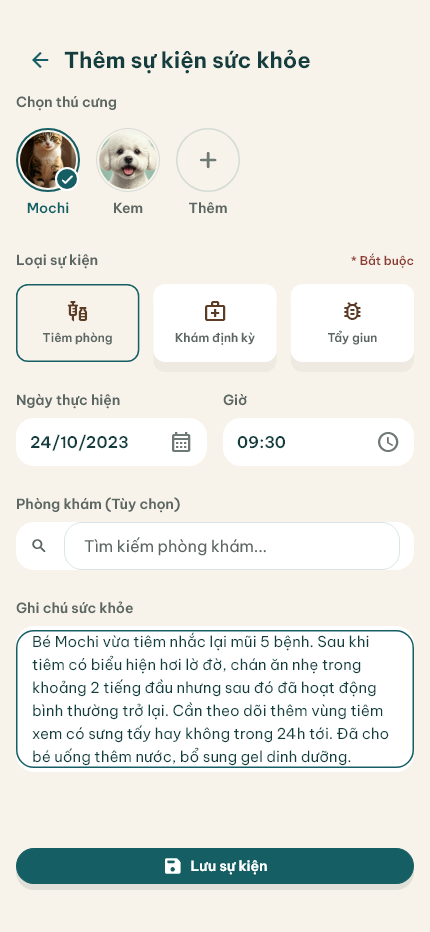 Thêm sự kiện sức khỏe
Chọn thú cưng
Mochi
Kem
Thêm
Loại sự kiện
* Bắt buộc
Tiêm phòng
Khám định kỳ
Tẩy giun
Ngày thực hiện
Giờ
24/10/2023
09:30
Phòng khám (Tùy chọn)
Tìm kiếm phòng khám...
Ghi chú sức khỏe
Bé Mochi vừa tiêm nhắc lại mũi 5 bệnh. Sau khi
tiêm có biểu hiện hơi lờ đờ, chán ăn nhẹ trong
khoảng 2 tiếng đầu nhưng sau đó đã hoạt động
bình thường trở lại. Cần theo dõi thêm vùng tiêm
xem có sưng tấy hay không trong 24h tới. Đã cho
bé uống thêm nước, bổ sung gel dinh dưỡng.
Lưu sự kiện